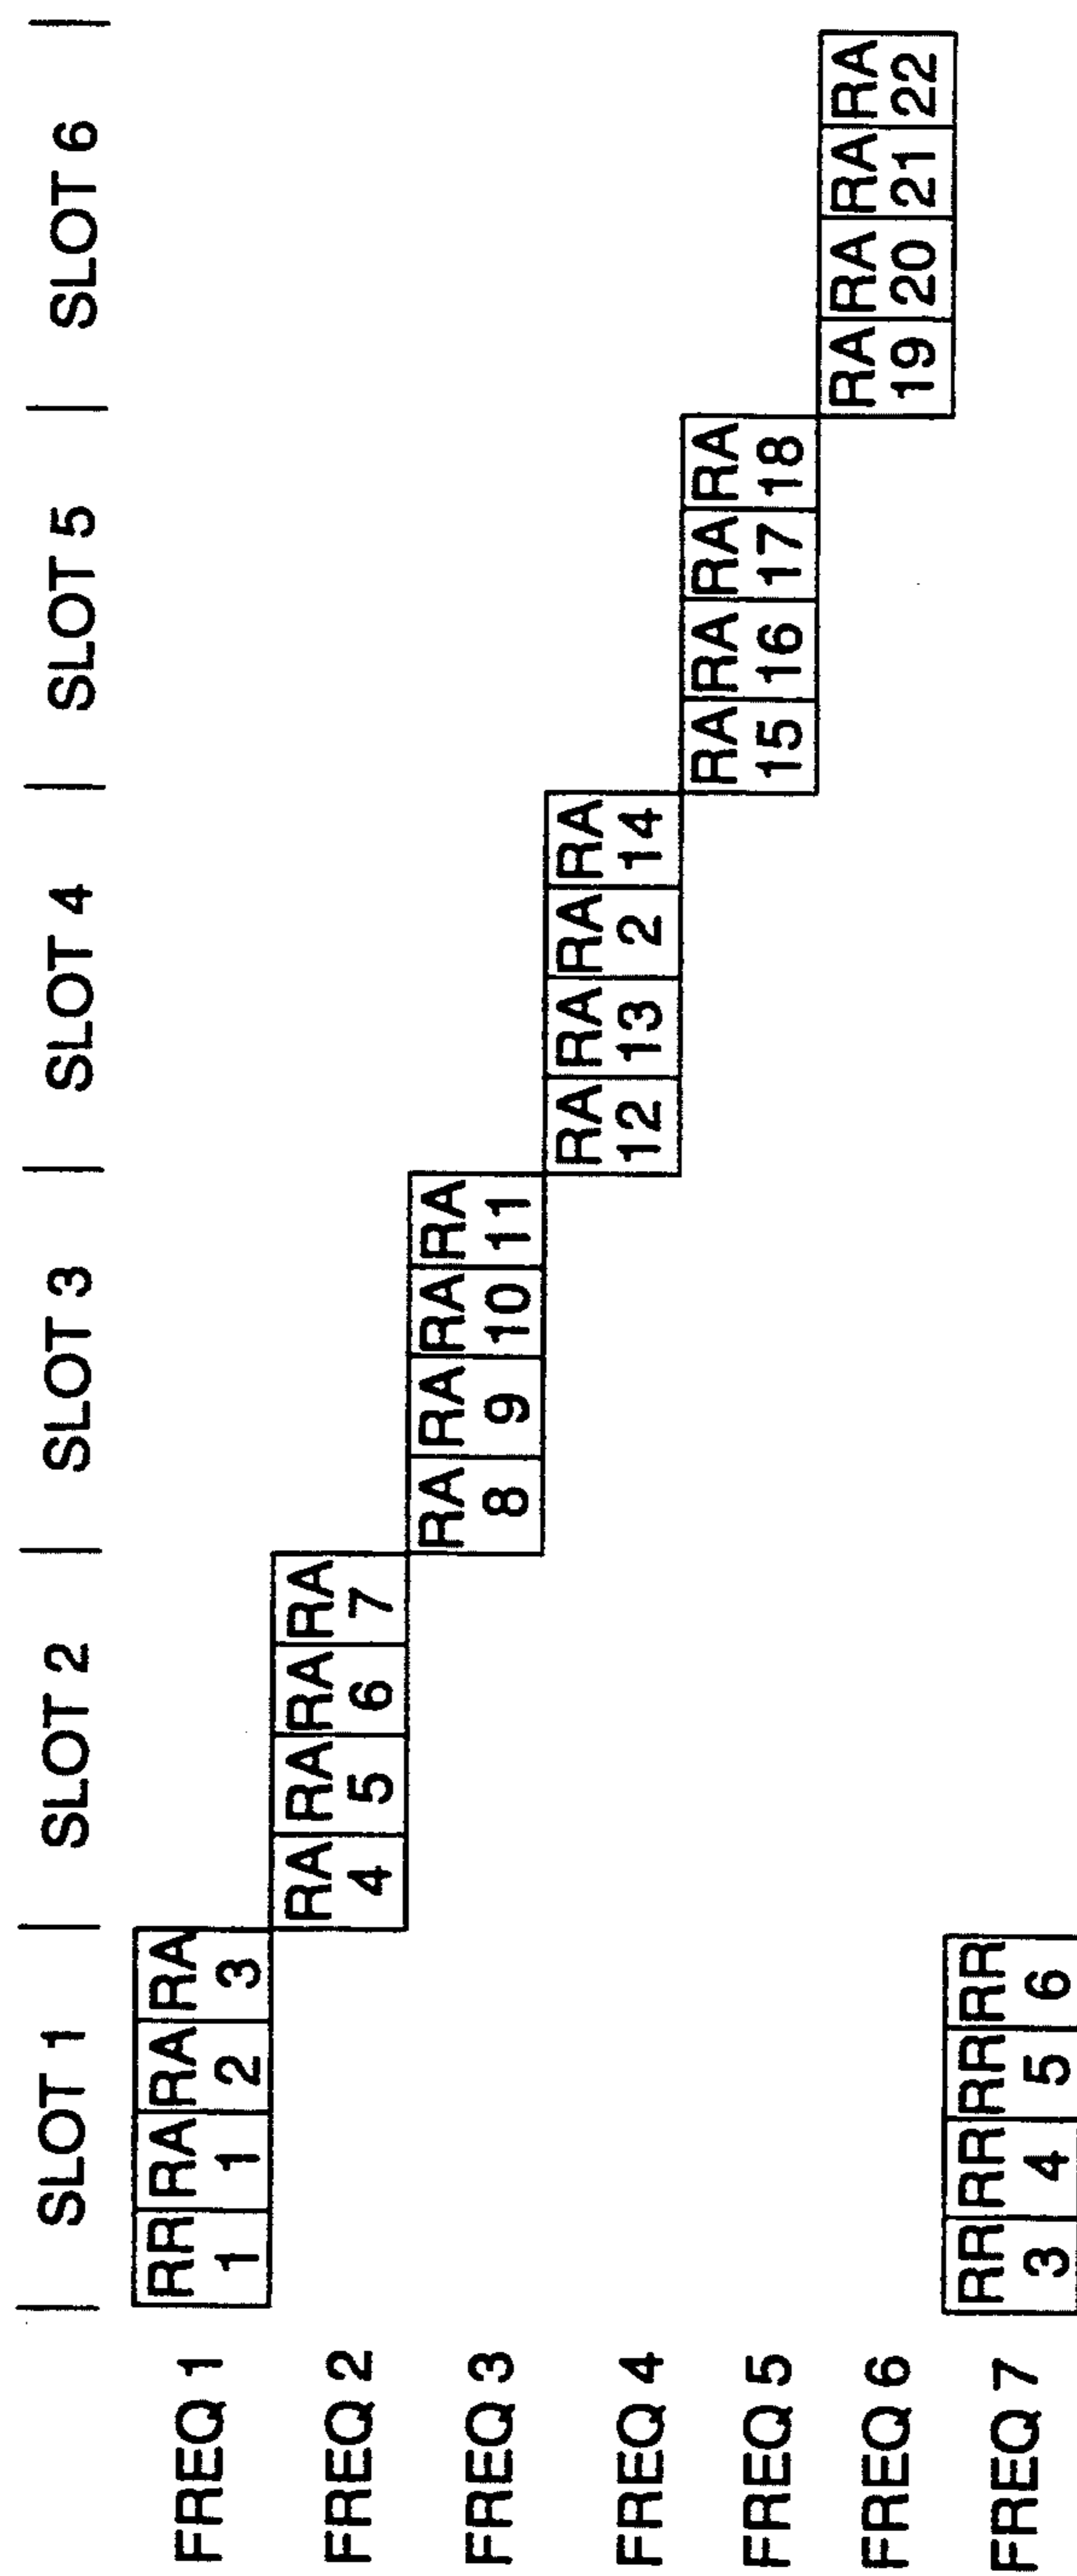 SLOT 1 | SLOT 2 | SLOT 3 | SLOT 4 | SLOT 5 | SLOT 6
FREQ 1 RR RA RA RA
1 1 2 3
FREQ 2 RA RA RA RA
4 5 6 7
FREQ 3 RA RA RA RA
8 9 10 11
FREQ 4 RA RA RA RA
12 13 2 14
FREQ 5 RA RA RA RA
15 16 17 18
FREQ 6 RA RA RA RA
19 20 21 22
FREQ 7 RR RR RR RR
3 4 5 6